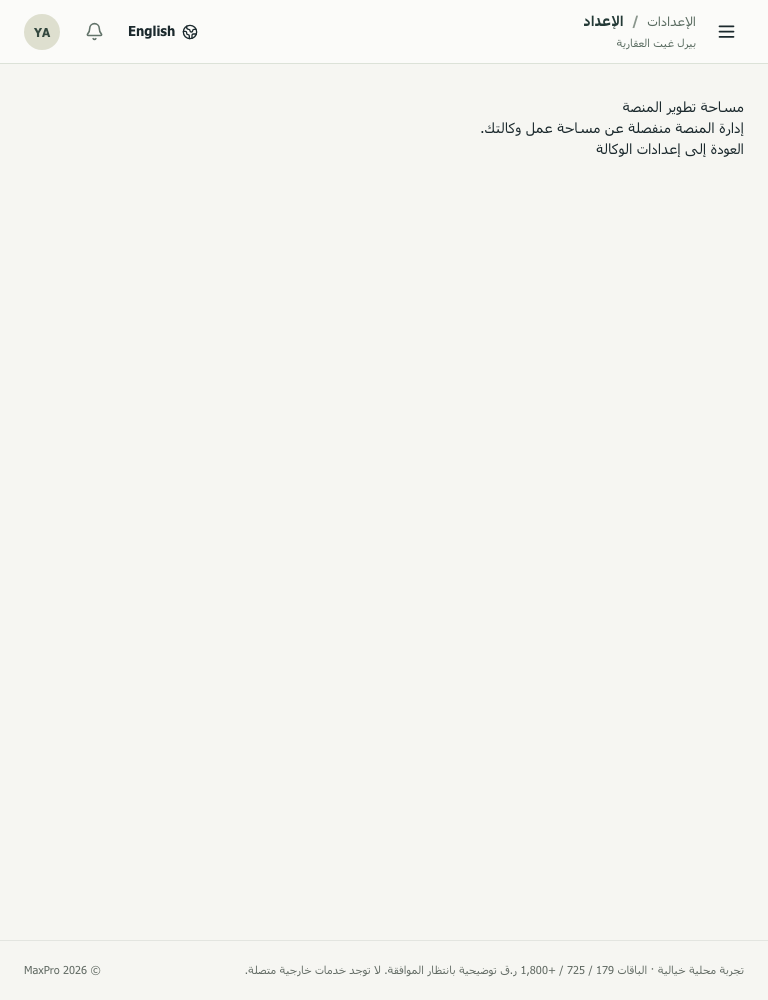 الإعدادات / الإعداد
بيرل غيت العقارية
English
YA
مساحة تطوير المنصة
إدارة المنصة منفصلة عن مساحة عمل وكالتك.
العودة إلى إعدادات الوكالة
تجربة محلية خيالية · الباقات 179 / 725 / +1,800 ر.ق توضيحية بانتظار الموافقة. لا توجد خدمات خارجية متصلة.
© 2026 MaxPro